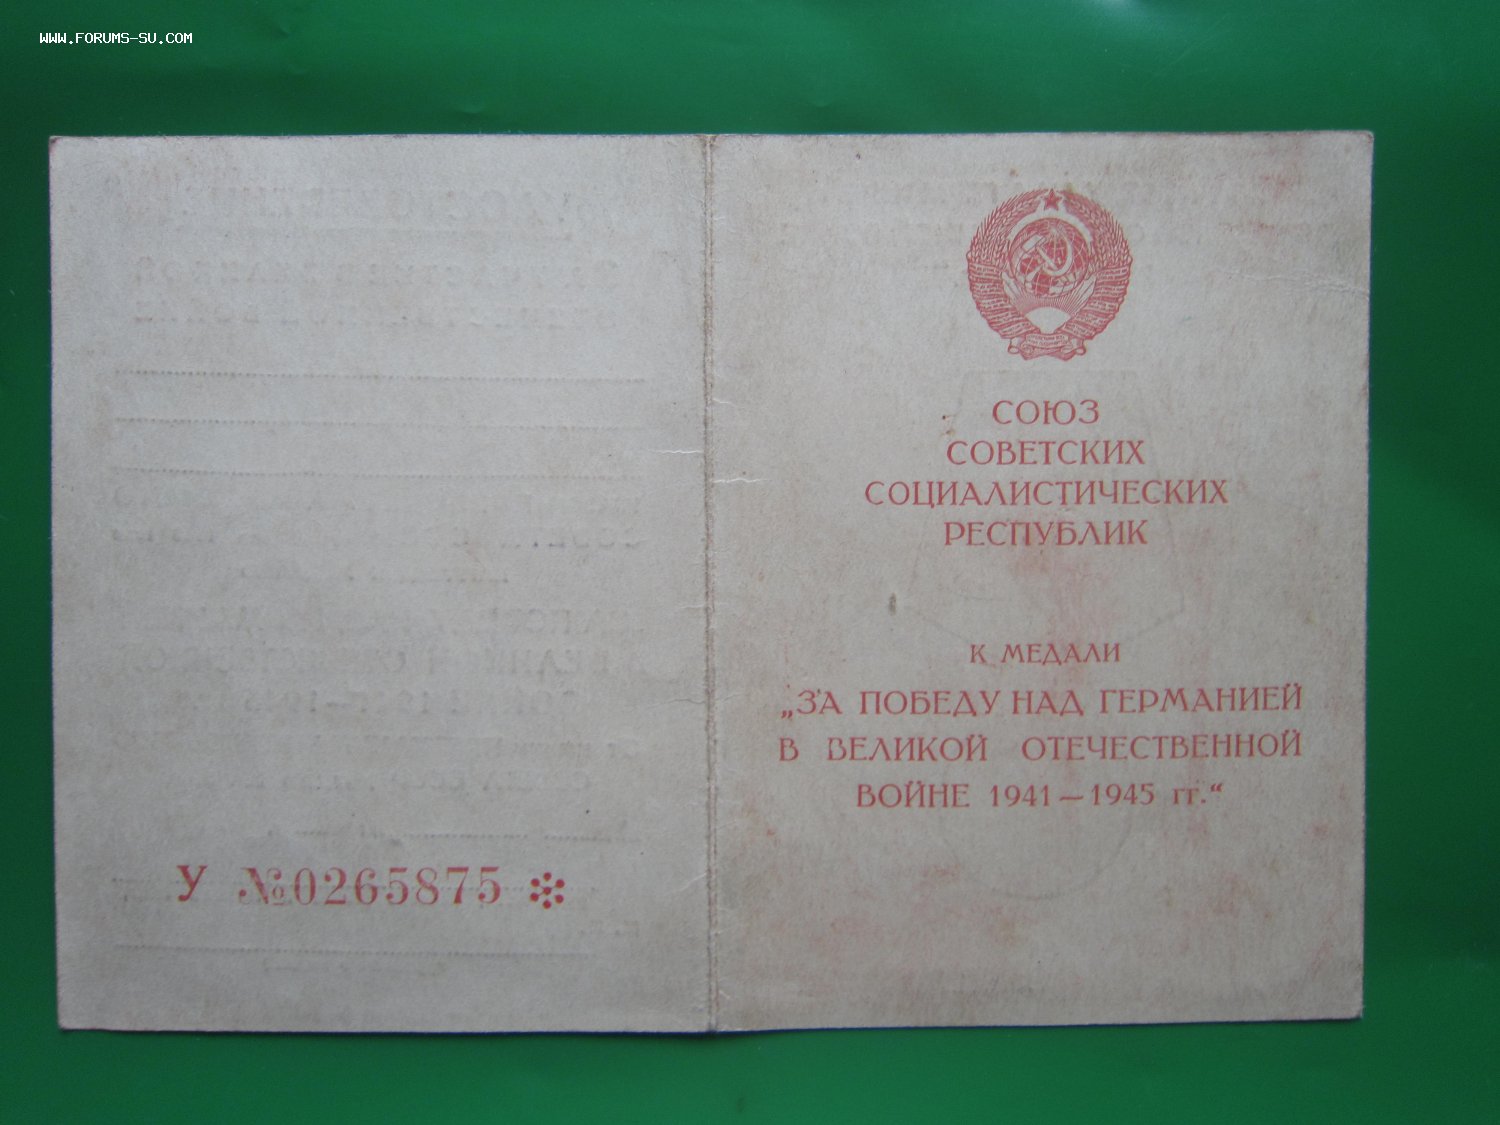 WWW.FORUMS-SU.COM
СОЮЗ
СОВЕТСКИХ
СОЦИАЛИСТИЧЕСКИХ
РЕСПУБЛИК
К МЕДАЛИ
„ЗА ПОБЕДУ НАД ГЕРМАНИЕЙ
В ВЕЛИКОЙ ОТЕЧЕСТВЕННОЙ
ВОЙНЕ 1941—1945 гг.“
У №0265875